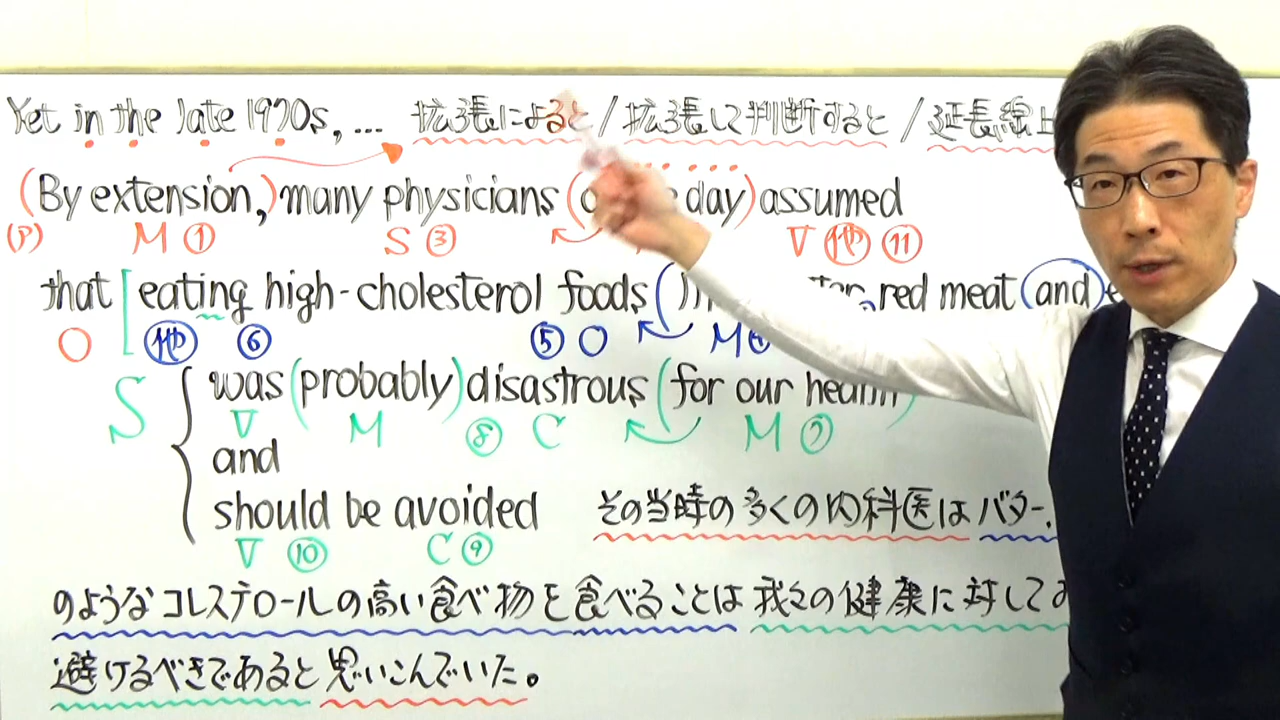 Yet in the late 1970s, ... 拡張によると / 拡張して判断すると / 延長線上
(By extension,) many physicians ( day) assumed
(P) M ① S ③ V 他 ⑪
that [eating high-cholesterol foods ( red meat and
O 他 ⑥ ⑤ O M
was (probably) disastrous (for our health)
S V M ⑧ C M ⑦
and
should be avoided その当時の多くの内科医はバター、
V ⑩ C ⑨
のようなコレステロールの高い食べ物を食べることは我々の健康に対して
避けるべきであると思いこんでいた。